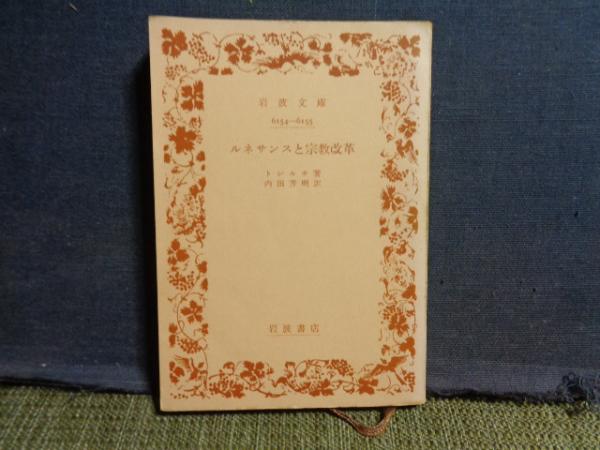 岩波文庫
6154—6155
ルネサンスと宗教改革
トレルチ著
内田芳明訳
岩波書店